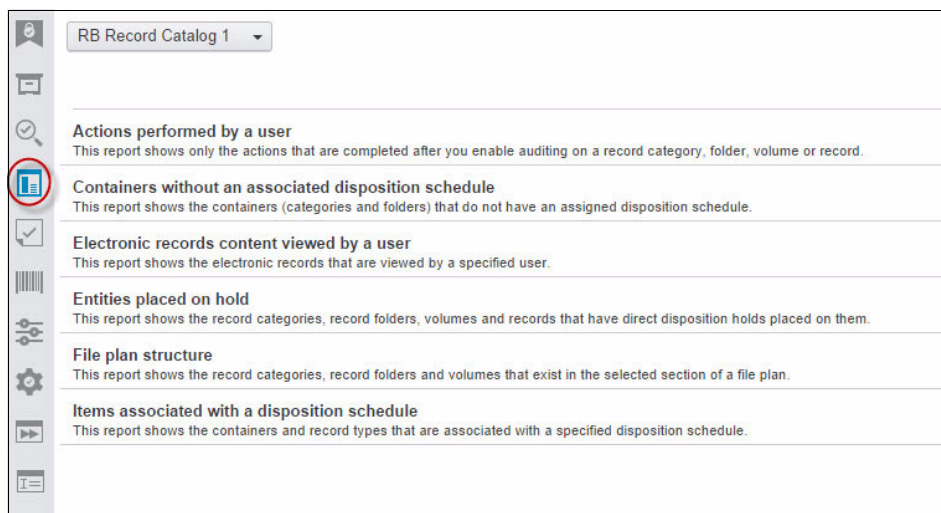 RB Record Catalog 1
Actions performed by a user
This report shows only the actions that are completed after you enable auditing on a record category, folder, volume or record.
Containers without an associated disposition schedule
This report shows the containers (categories and folders) that do not have an assigned disposition schedule.
Electronic records content viewed by a user
This report shows the electronic records that are viewed by a specified user.
Entities placed on hold
This report shows the record categories, record folders, volumes and records that have direct disposition holds placed on them.
File plan structure
This report shows the record categories, record folders and volumes that exist in the selected section of a file plan.
Items associated with a disposition schedule
This report shows the containers and record types that are associated with a specified disposition schedule.